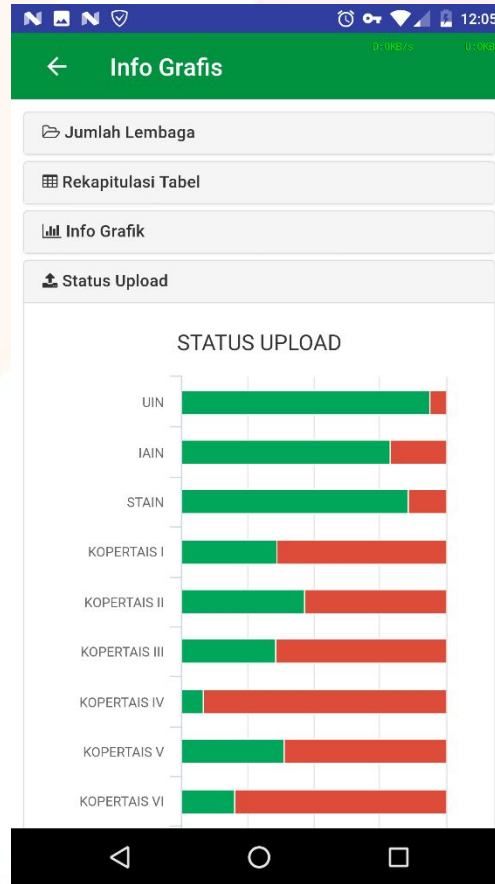 12:05
D:0KB/s U:0KB
Info Grafis
Jumlah Lembaga
Rekapitulasi Tabel
Info Grafik
Status Upload
STATUS UPLOAD
UIN
IAIN
STAIN
KOPERTAIS I
KOPERTAIS II
KOPERTAIS III
KOPERTAIS IV
KOPERTAIS V
KOPERTAIS VI